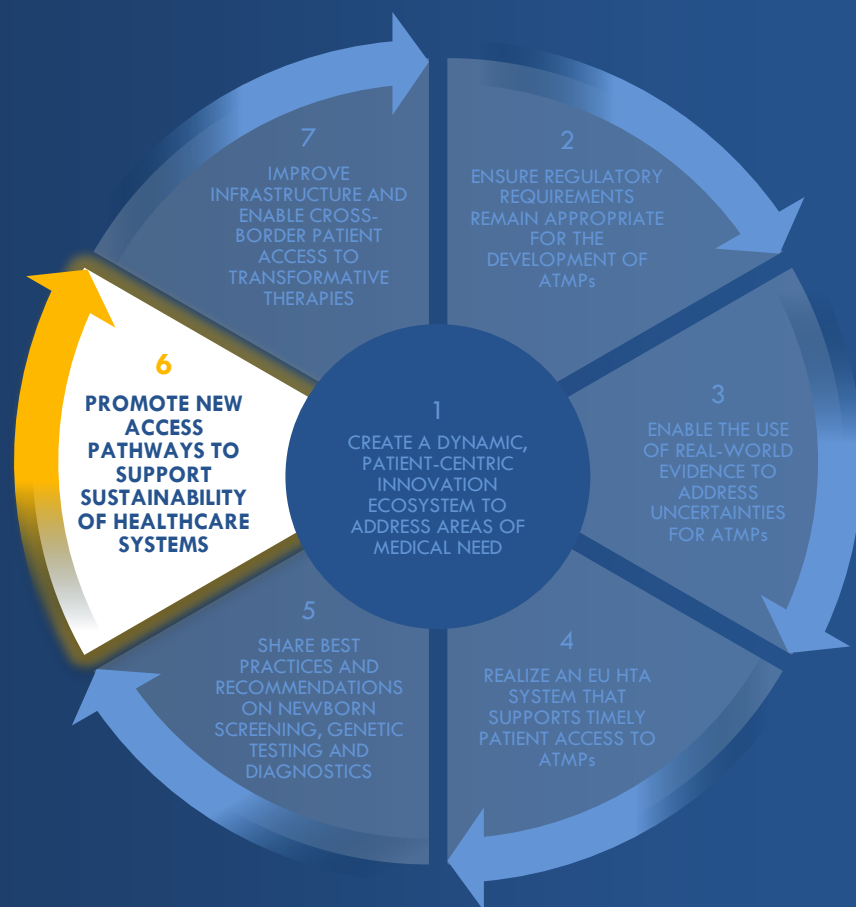 1
CREATE A DYNAMIC,
PATIENT-CENTRIC
INNOVATION
ECOSYSTEM TO
ADDRESS AREAS OF
MEDICAL NEED
2
ENSURE REGULATORY
REQUIREMENTS
REMAIN APPROPRIATE
FOR THE
DEVELOPMENT OF
ATMPs
3
ENABLE THE USE
OF REAL-WORLD
EVIDENCE TO
ADDRESS
UNCERTAINTIES
FOR ATMPs
4
REALIZE AN EU HTA
SYSTEM THAT
SUPPORTS TIMELY
PATIENT ACCESS TO
ATMPs
5
SHARE BEST
PRACTICES AND
RECOMMENDATIONS
ON NEWBORN
SCREENING, GENETIC
TESTING AND
DIAGNOSTICS
6
PROMOTE NEW
ACCESS
PATHWAYS TO
SUPPORT
SUSTAINABILITY
OF HEALTHCARE
SYSTEMS
7
IMPROVE
INFRASTRUCTURE AND
ENABLE CROSS-
BORDER PATIENT
ACCESS TO
TRANSFORMATIVE
THERAPIES